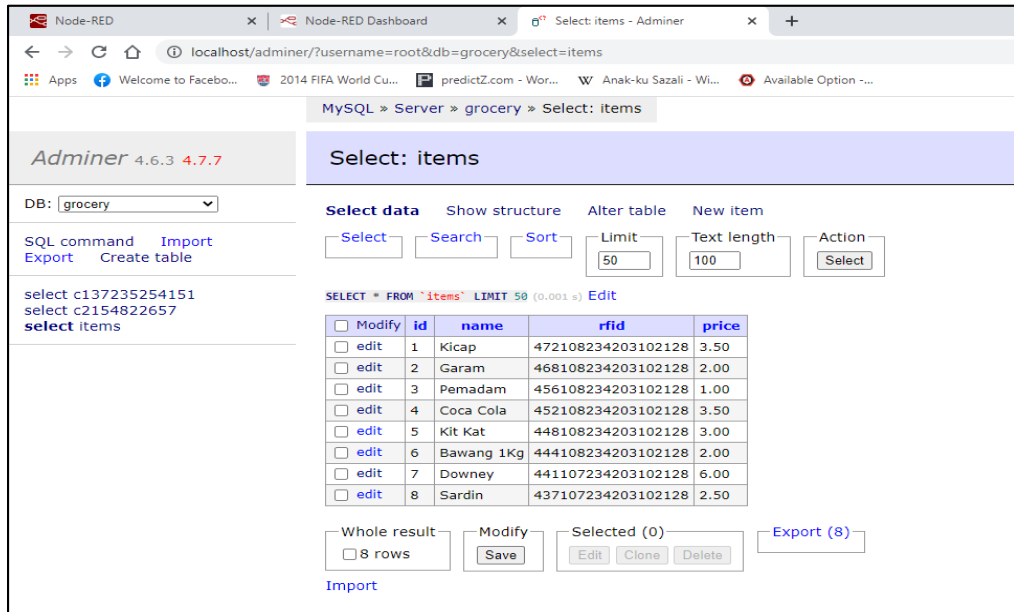 Node-RED
Node-RED Dashboard
Select: items - Adminer
localhost/adminer/?username=root&db=grocery&select=items
Apps Welcome to Facebo... 2014 FIFA World Cu... predictZ.com - Wor... Anak-ku Sazali - Wi... Available Option -...
MySQL » Server » grocery » Select: items
Adminer 4.6.3 4.7.7
Select: items
DB: grocery
SQL command Import
Export Create table
select c137235254151
select c2154822657
select items
Select data Show structure Alter table New item
Select Search Sort Limit Text length Action
50 100 Select
SELECT * FROM `items` LIMIT 50 (0.001 s) Edit
Modify id name rfid price
edit 1 Kicap 472108234203102128 3.50
edit 2 Garam 468108234203102128 2.00
edit 3 Pemadam 456108234203102128 1.00
edit 4 Coca Cola 452108234203102128 3.50
edit 5 Kit Kat 448108234203102128 3.00
edit 6 Bawang 1Kg 444108234203102128 2.00
edit 7 Downey 441107234203102128 6.00
edit 8 Sardin 437107234203102128 2.50
Whole result Modify Selected (0) Export (8)
8 rows Save Edit Clone Delete
Import